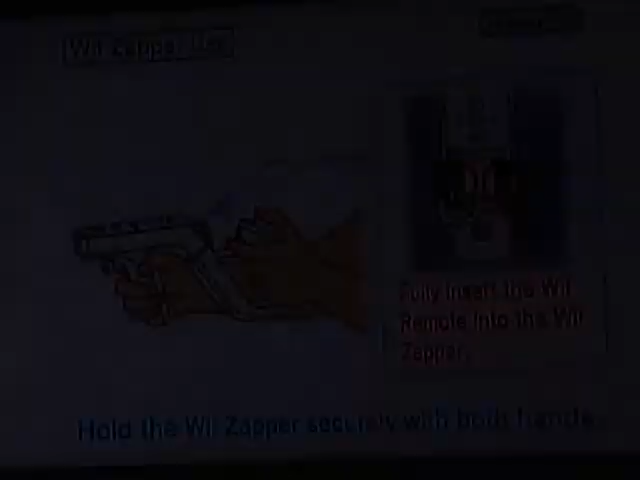 Wii Zapper Use
Fully insert the Wii
Remote into the Wii
Zapper.
Hold the Wii Zapper securely with both hands.